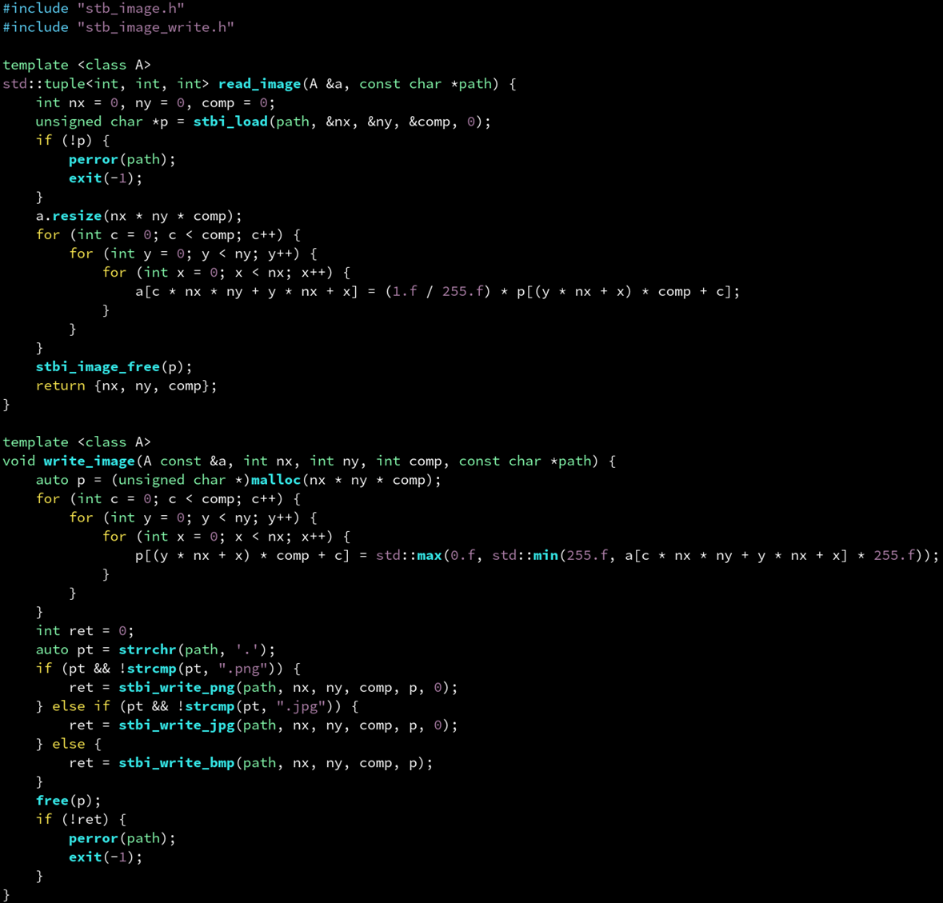 #include "stb_image.h"
#include "stb_image_write.h"

template <class A>
std::tuple<int, int, int> read_image(A &a, const char *path) {
    int nx = 0, ny = 0, comp = 0;
    unsigned char *p = stbi_load(path, &nx, &ny, &comp, 0);
    if (!p) {
        perror(path);
        exit(-1);
    }
    a.resize(nx * ny * comp);
    for (int c = 0; c < comp; c++) {
        for (int y = 0; y < ny; y++) {
            for (int x = 0; x < nx; x++) {
                a[c * nx * ny + y * nx + x] = (1.f / 255.f) * p[(y * nx + x) * comp + c];
            }
        }
    }
    stbi_image_free(p);
    return {nx, ny, comp};
}

template <class A>
void write_image(A const &a, int nx, int ny, int comp, const char *path) {
    auto p = (unsigned char *)malloc(nx * ny * comp);
    for (int c = 0; c < comp; c++) {
        for (int y = 0; y < ny; y++) {
            for (int x = 0; x < nx; x++) {
                p[(y * nx + x) * comp + c] = std::max(0.f, std::min(255.f, a[c * nx * ny + y * nx + x] * 255.f));
            }
        }
    }
    int ret = 0;
    auto pt = strrchr(path, '.');
    if (pt && !strcmp(pt, ".png")) {
        ret = stbi_write_png(path, nx, ny, comp, p, 0);
    } else if (pt && !strcmp(pt, ".jpg")) {
        ret = stbi_write_jpg(path, nx, ny, comp, p, 0);
    } else {
        ret = stbi_write_bmp(path, nx, ny, comp, p);
    }
    free(p);
    if (!ret) {
        perror(path);
        exit(-1);
    }
}